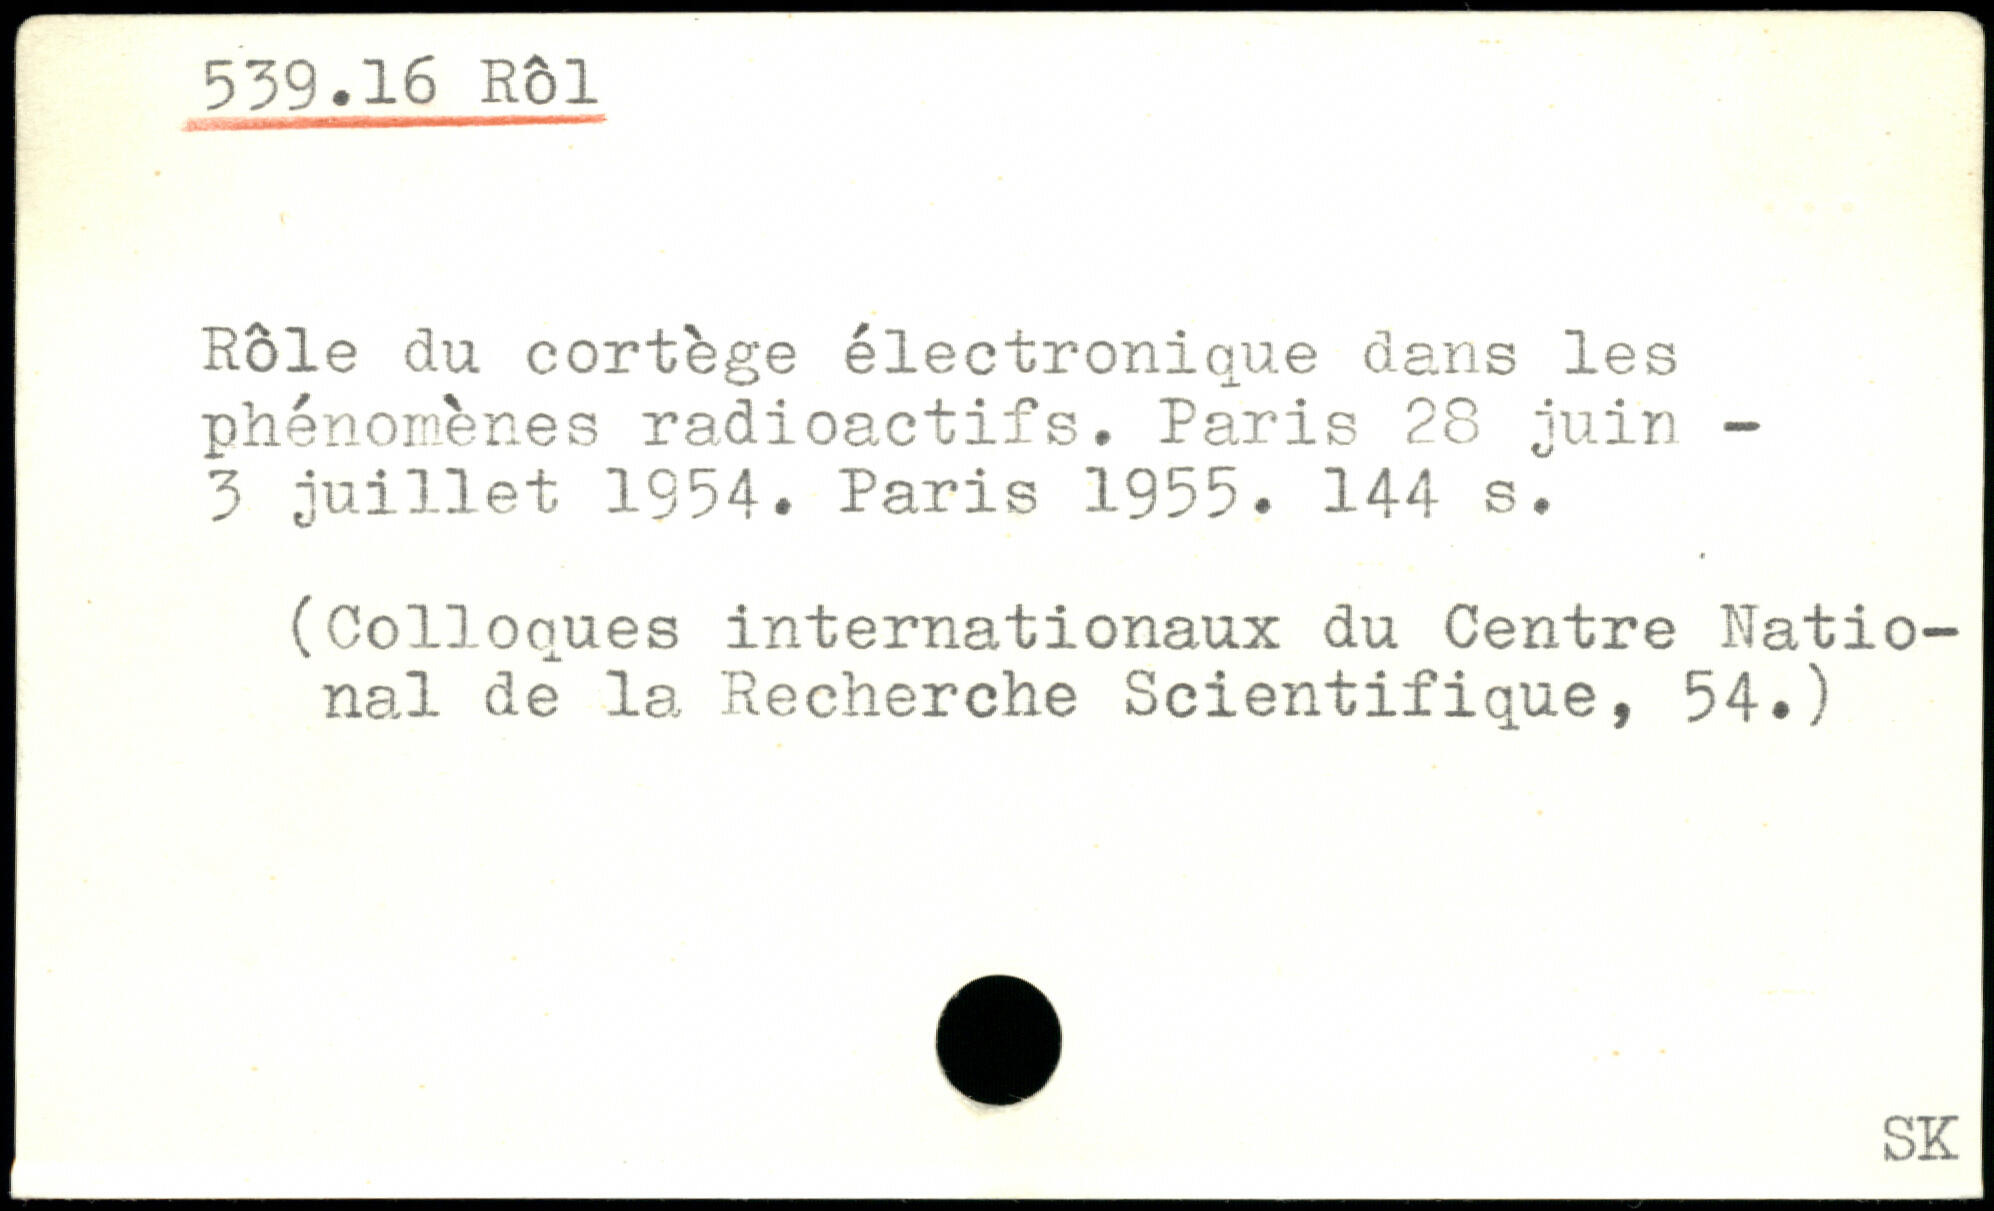 539.16 Rôl
Rôle du cortège électronique dans les
phénomènes radioactifs. Paris 28 juin -
3 juillet 1954. Paris 1955. 144 s.
(Colloques internationaux du Centre Natio-
nal de la Recherche Scientifique, 54.)
SK